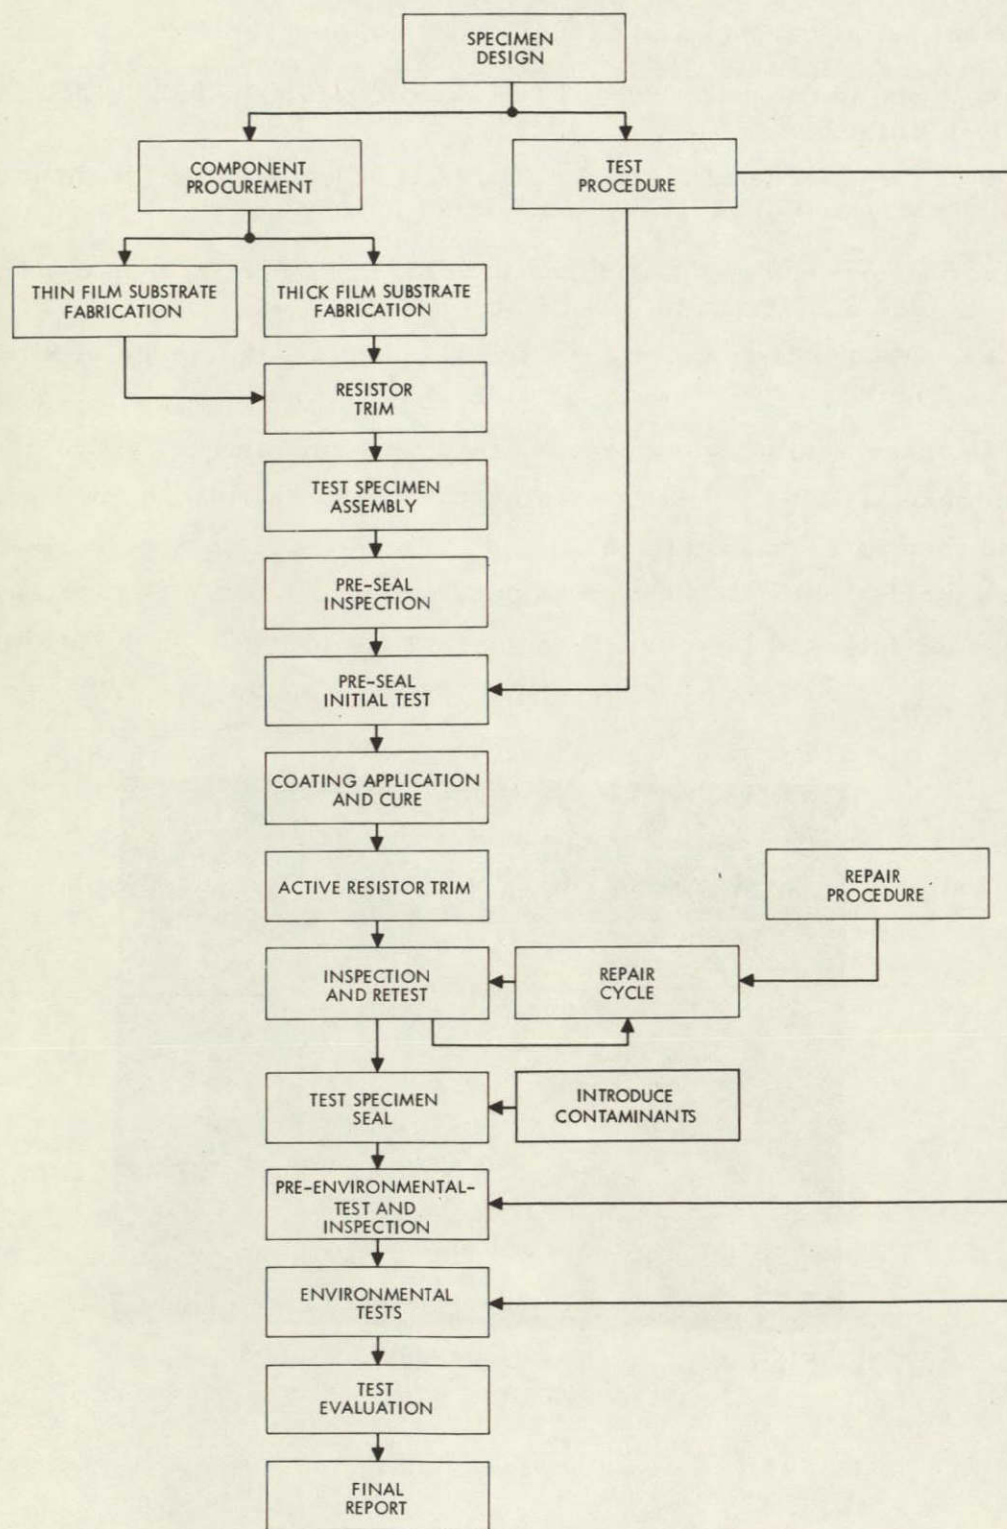 SPECIMEN
DESIGN
COMPONENT
PROCUREMENT
TEST
PROCEDURE
THIN FILM SUBSTRATE
FABRICATION
THICK FILM SUBSTRATE
FABRICATION
RESISTOR
TRIM
TEST SPECIMEN
ASSEMBLY
PRE-SEAL
INSPECTION
PRE-SEAL
INITIAL TEST
COATING APPLICATION
AND CURE
ACTIVE RESISTOR TRIM
REPAIR
PROCEDURE
INSPECTION
AND RETEST
REPAIR
CYCLE
TEST SPECIMEN
SEAL
INTRODUCE
CONTAMINANTS
PRE-ENVIRONMENTAL-
TEST AND
INSPECTION
ENVIRONMENTAL
TESTS
TEST
EVALUATION
FINAL
REPORT